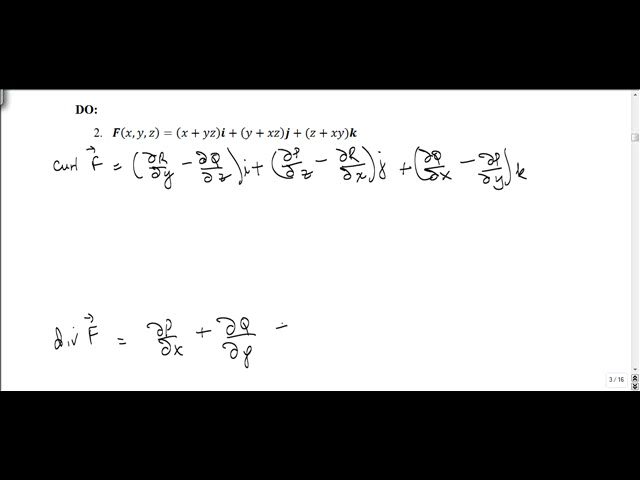 DO:
2. F(x, y, z) = (x + yz)i + (y + xz)j + (z + xy)k
curl F⃗ = (∂R/∂y − ∂Q/∂z)i + (∂P/∂z − ∂R/∂x)j + (∂Q/∂x − ∂P/∂y)k
div F⃗ = ∂P/∂x + ∂Q/∂y -
3 / 16